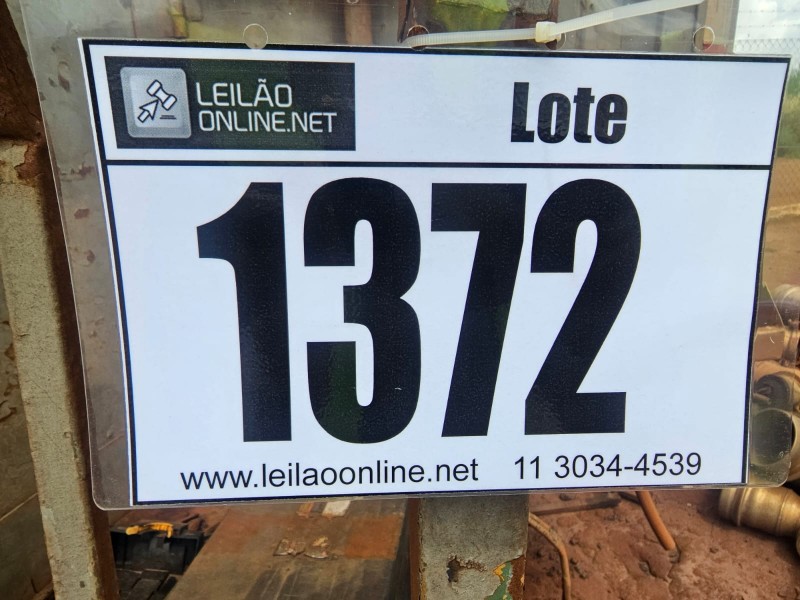 LEILÃO
ONLINE.NET
Lote
1372
www.leilaoonline.net 11 3034-4539